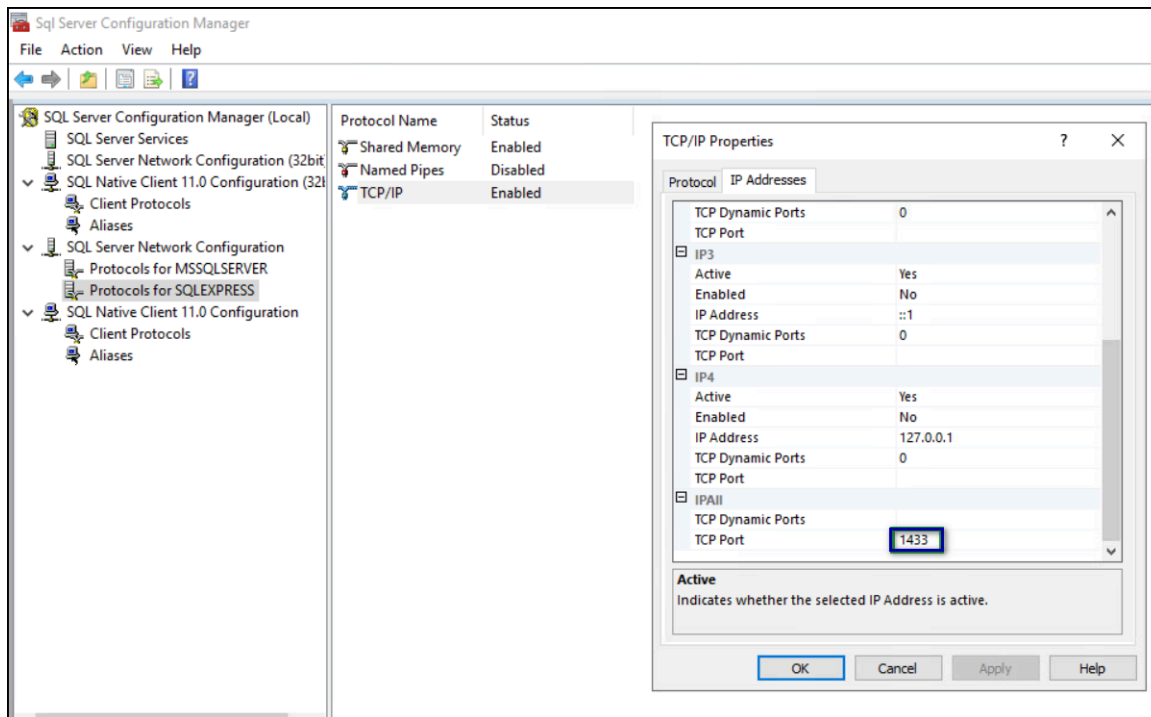 Sql Server Configuration Manager
File Action View Help
SQL Server Configuration Manager (Local)
SQL Server Services
SQL Server Network Configuration (32bit
SQL Native Client 11.0 Configuration (32b
Client Protocols
Aliases
SQL Server Network Configuration
Protocols for MSSQLSERVER
Protocols for SQLEXPRESS
SQL Native Client 11.0 Configuration
Client Protocols
Aliases
Protocol Name Status
Shared Memory Enabled
Named Pipes Disabled
TCP/IP Enabled
TCP/IP Properties
Protocol IP Addresses
TCP Dynamic Ports 0
TCP Port
IP3
Active Yes
Enabled No
IP Address ::1
TCP Dynamic Ports 0
TCP Port
IP4
Active Yes
Enabled No
IP Address 127.0.0.1
TCP Dynamic Ports 0
TCP Port
IPAll
TCP Dynamic Ports
TCP Port 1433
Active
Indicates whether the selected IP Address is active.
OK Cancel Apply Help